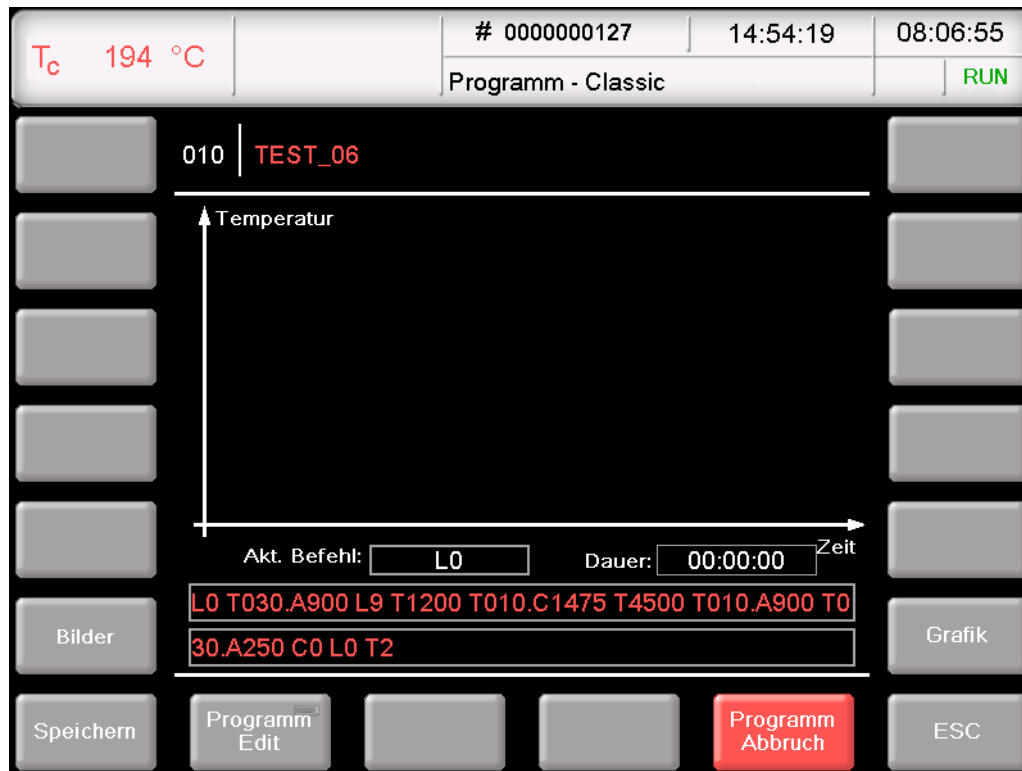 Tc 194 °C
# 0000000127 14:54:19 08:06:55
Programm - Classic RUN
010 TEST_06
Temperatur
Zeit
Akt. Befehl: L0 Dauer: 00:00:00
L0 T030.A900 L9 T1200 T010.C1475 T4500 T010.A900 T0
30.A250 C0 L0 T2
Bilder
Grafik
Speichern
Programm
Edit
Programm
Abbruch
ESC